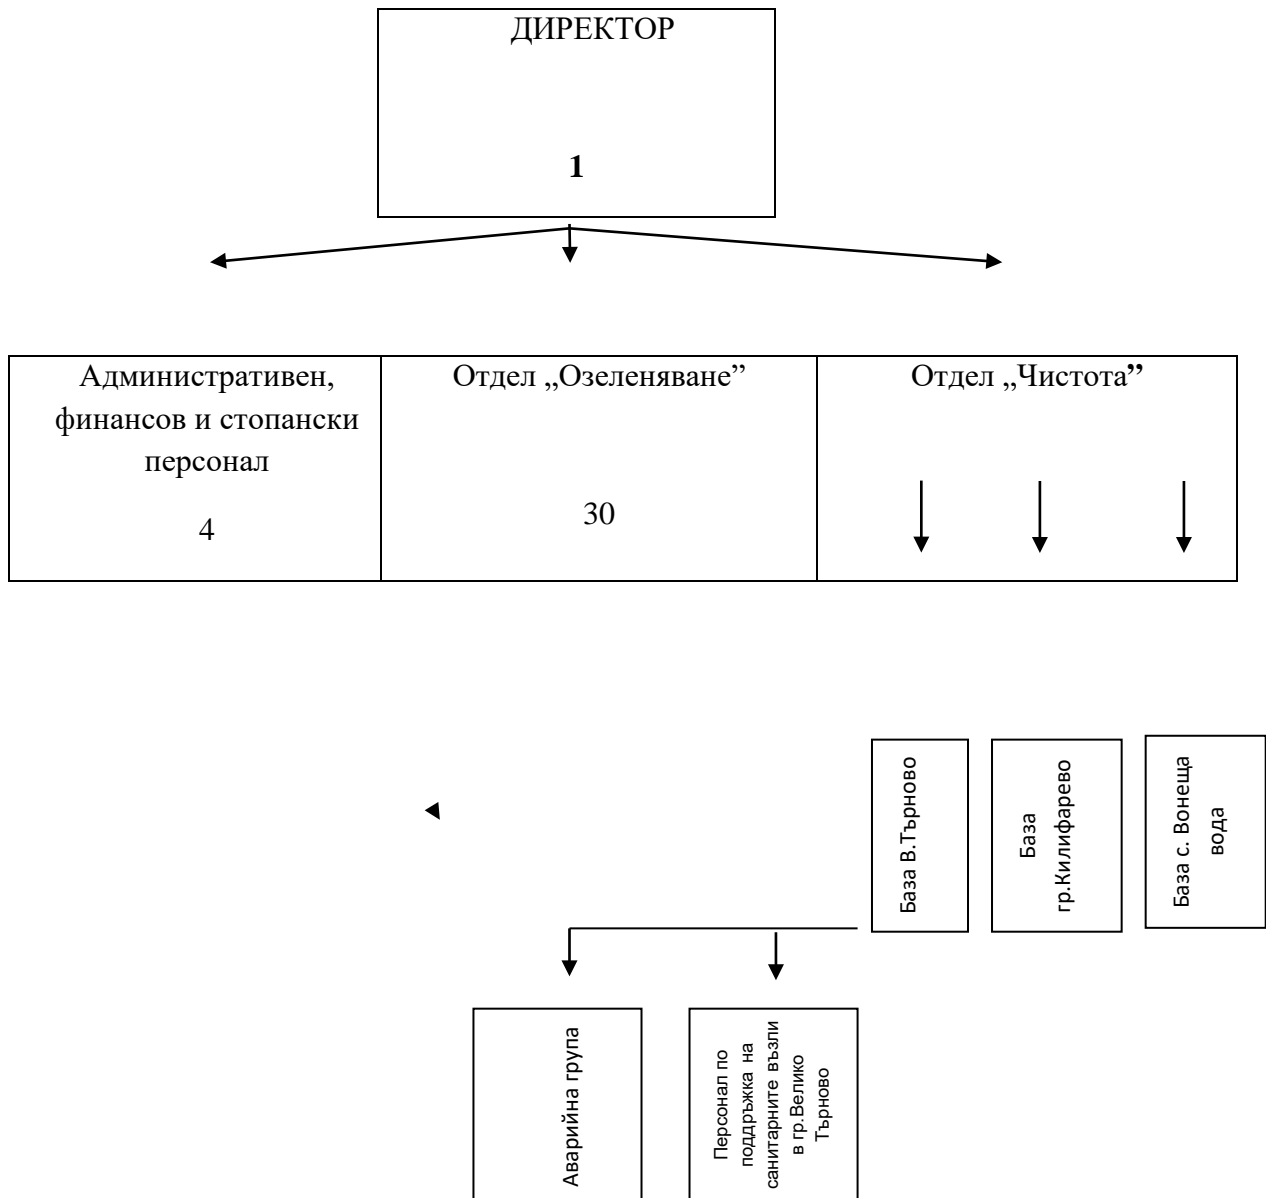 ДИРЕКТОР
1
Административен,
финансов и стопански
персонал
4
Отдел „Озеленяване”
30
Отдел „Чистота”
База В.Търново
База
гр.Килифарево
База с. Вонеща
вода
Аварийна група
Персонал по
поддръжка на
санитарните възли
в гр.Велико
Търново